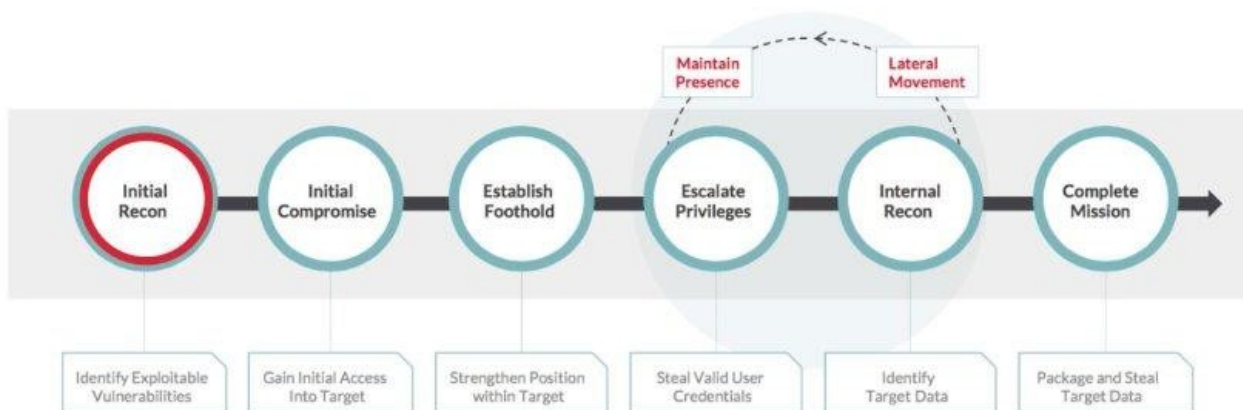 Maintain
Presence
Lateral
Movement
Initial
Recon
Initial
Compromise
Establish
Foothold
Escalate
Privileges
Internal
Recon
Complete
Mission
Identify Exploitable
Vulnerabilities
Gain Initial Access
Into Target
Strengthen Position
within Target
Steal Valid User
Credentials
Identify
Target Data
Package and Steal
Target Data